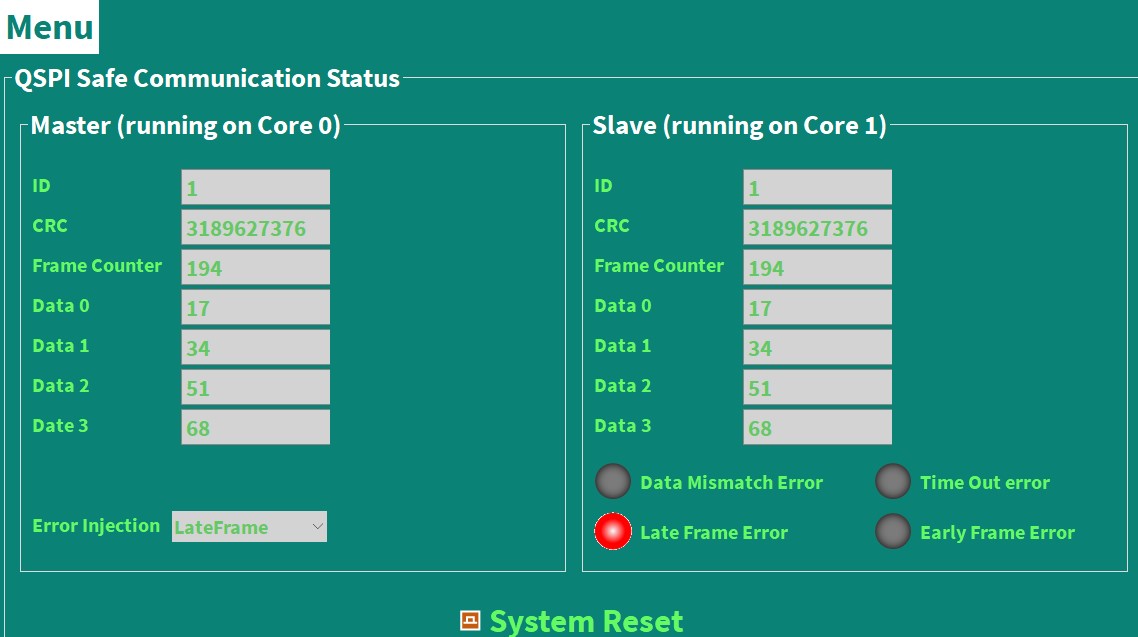 Menu
QSPI Safe Communication Status
Master (running on Core 0)
ID 1
CRC 3189627376
Frame Counter 194
Data 0 17
Data 1 34
Data 2 51
Date 3 68
Error Injection LateFrame
Slave (running on Core 1)
ID 1
CRC 3189627376
Frame Counter 194
Data 0 17
Data 1 34
Data 2 51
Data 3 68
Data Mismatch Error Time Out error
Late Frame Error Early Frame Error
System Reset